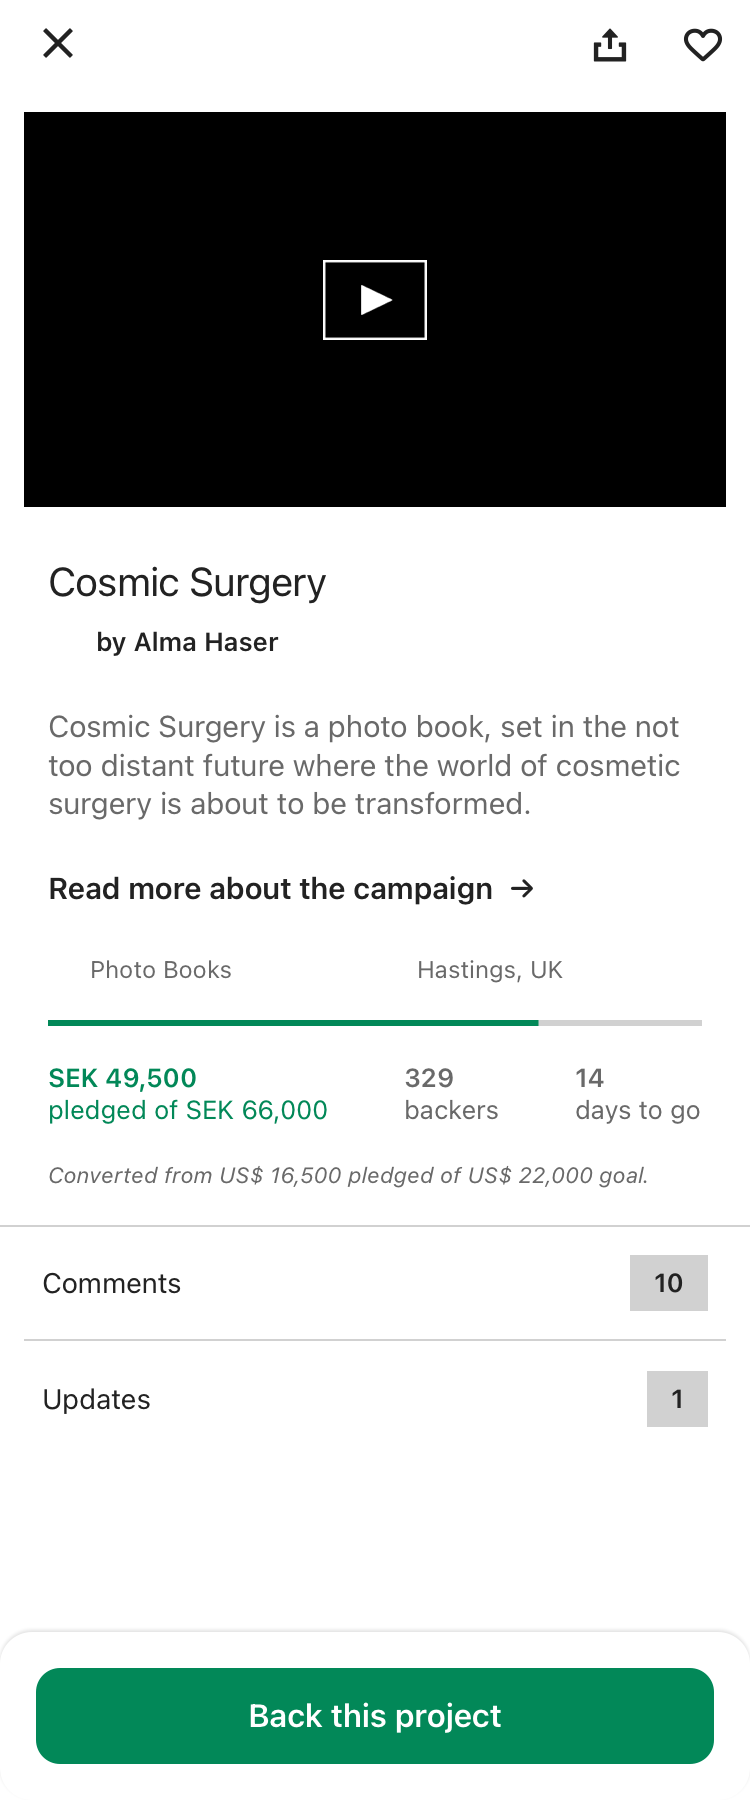 Cosmic Surgery
by Alma Haser
Cosmic Surgery is a photo book, set in the not
too distant future where the world of cosmetic
surgery is about to be transformed.
Read more about the campaign →
Photo Books
Hastings, UK
SEK 49,500
pledged of SEK 66,000
329
backers
14
days to go
Converted from US$ 16,500 pledged of US$ 22,000 goal.
Comments
10
Updates
1
Back this project